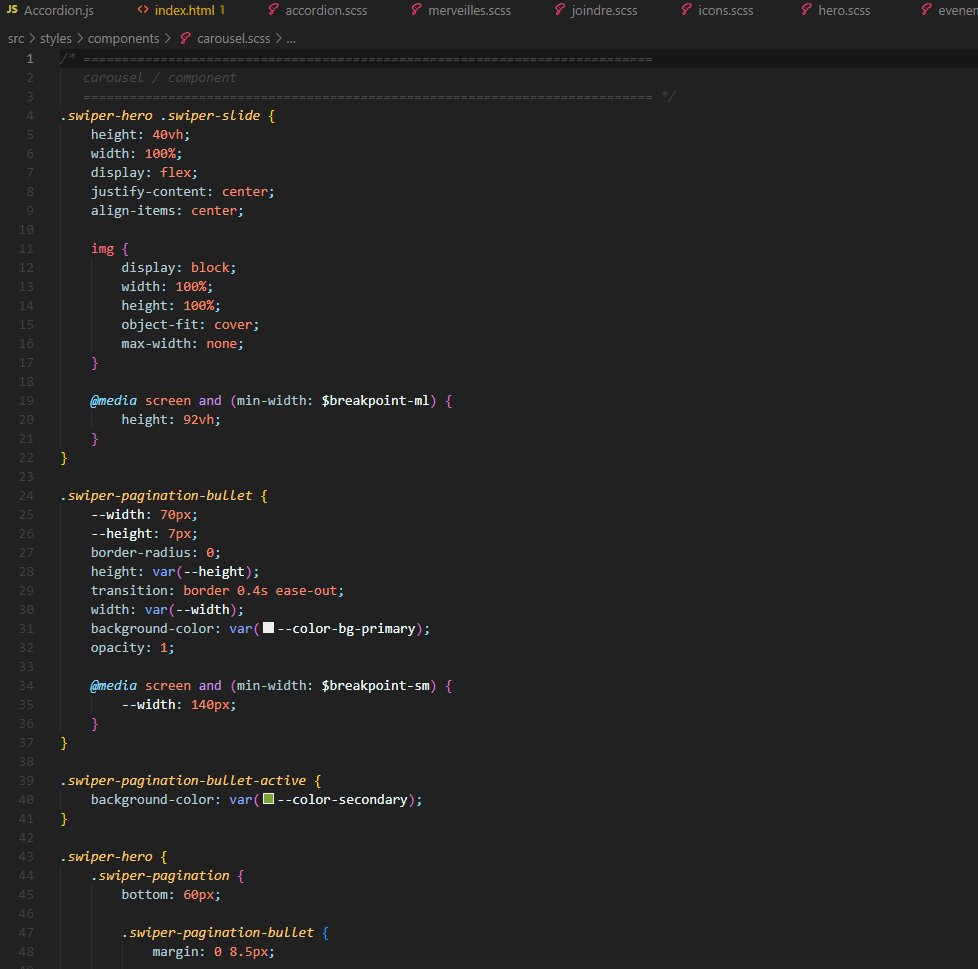 JS Accordion.js <> index.html 1 accordion.scss merveilles.scss joindre.scss icons.scss hero.scss evenem
src > styles > components > carousel.scss > ...
1 /* ==========================================================================
2 carousel / component
3 ========================================================================== */
4 .swiper-hero .swiper-slide {
5 height: 40vh;
6 width: 100%;
7 display: flex;
8 justify-content: center;
9 align-items: center;
10
11 img {
12 display: block;
13 width: 100%;
14 height: 100%;
15 object-fit: cover;
16 max-width: none;
17 }
18
19 @media screen and (min-width: $breakpoint-ml) {
20 height: 92vh;
21 }
22 }
23
24 .swiper-pagination-bullet {
25 --width: 70px;
26 --height: 7px;
27 border-radius: 0;
28 height: var(--height);
29 transition: border 0.4s ease-out;
30 width: var(--width);
31 background-color: var(--color-bg-primary);
32 opacity: 1;
33
34 @media screen and (min-width: $breakpoint-sm) {
35 --width: 140px;
36 }
37 }
38
39 .swiper-pagination-bullet-active {
40 background-color: var(--color-secondary);
41 }
42
43 .swiper-hero {
44 .swiper-pagination {
45 bottom: 60px;
46
47 .swiper-pagination-bullet {
48 margin: 0 8.5px;